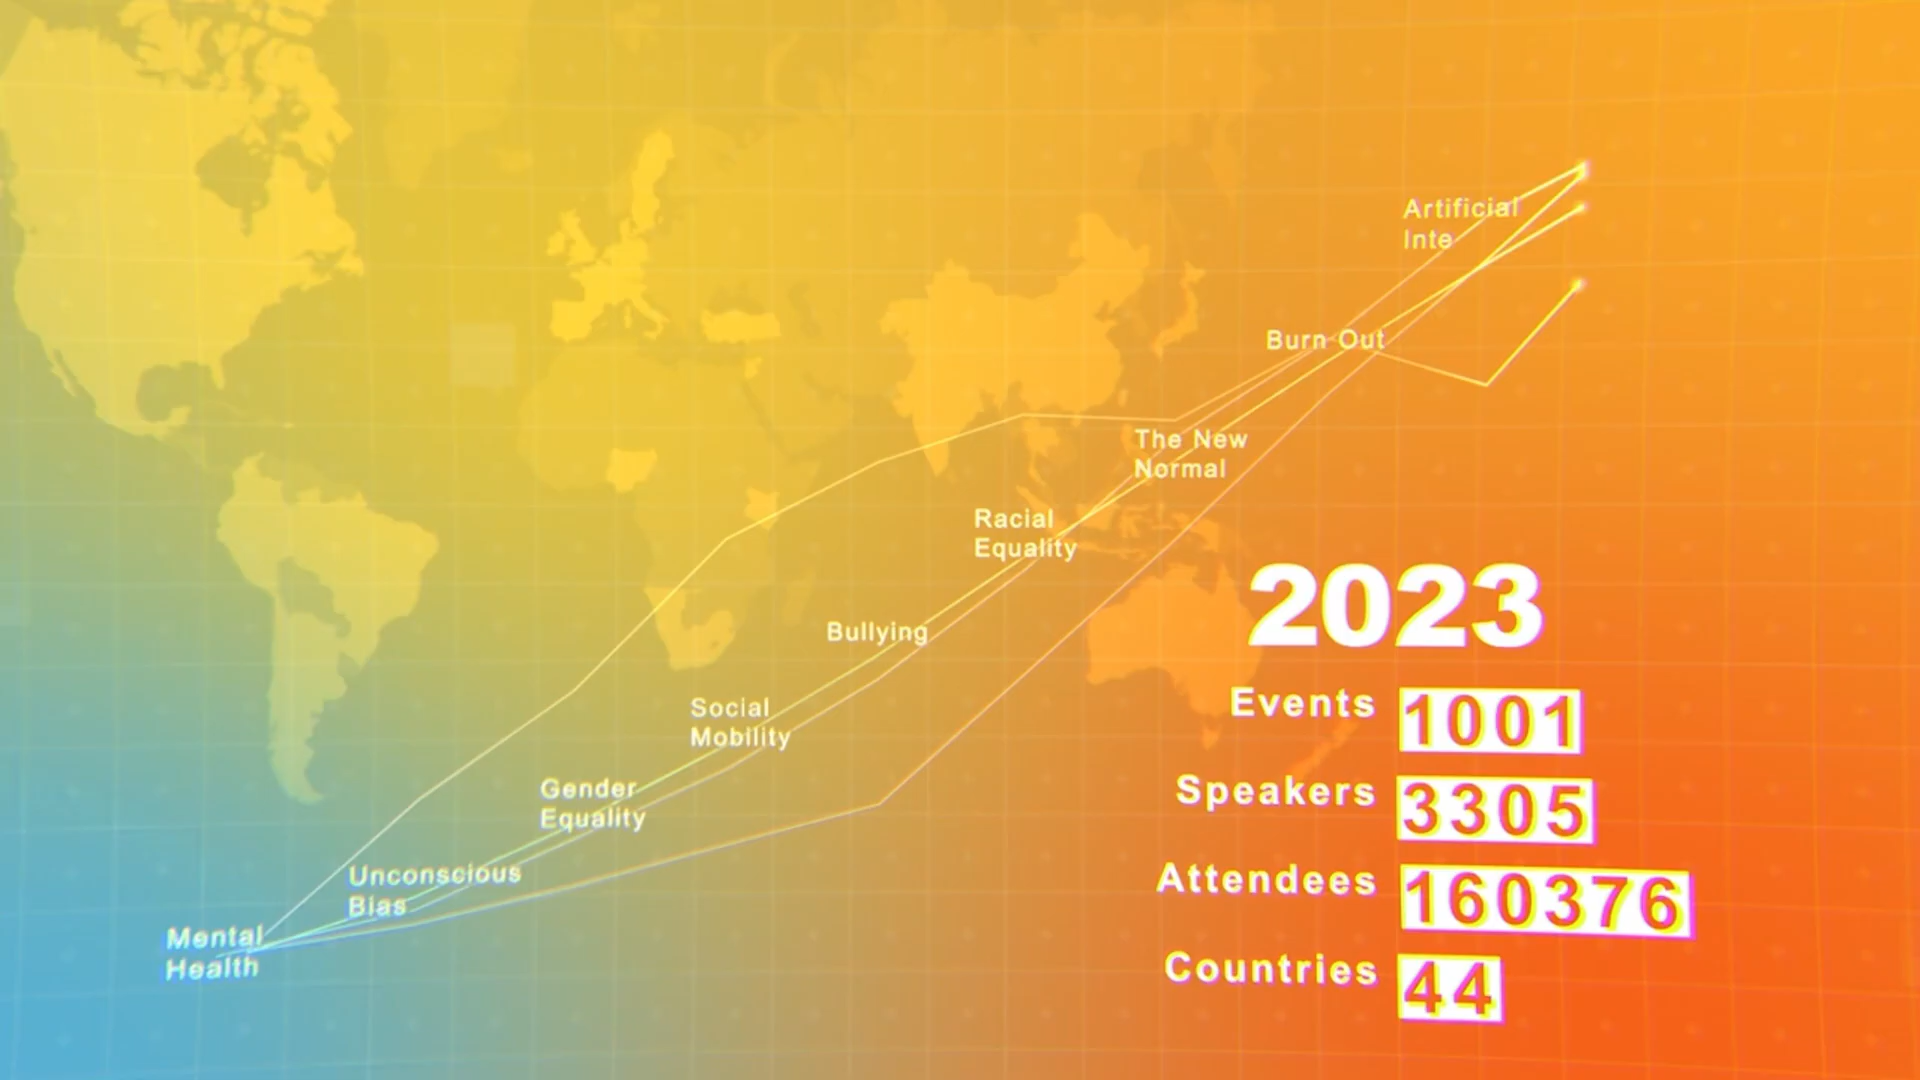 Artificial
Inte
Burn Out
The New
Normal
Racial
Equality
Bullying
Social
Mobility
Gender
Equality
Unconscious
Bias
Mental
Health
2023
Events 1001
Speakers 3305
Attendees 160376
Countries 44